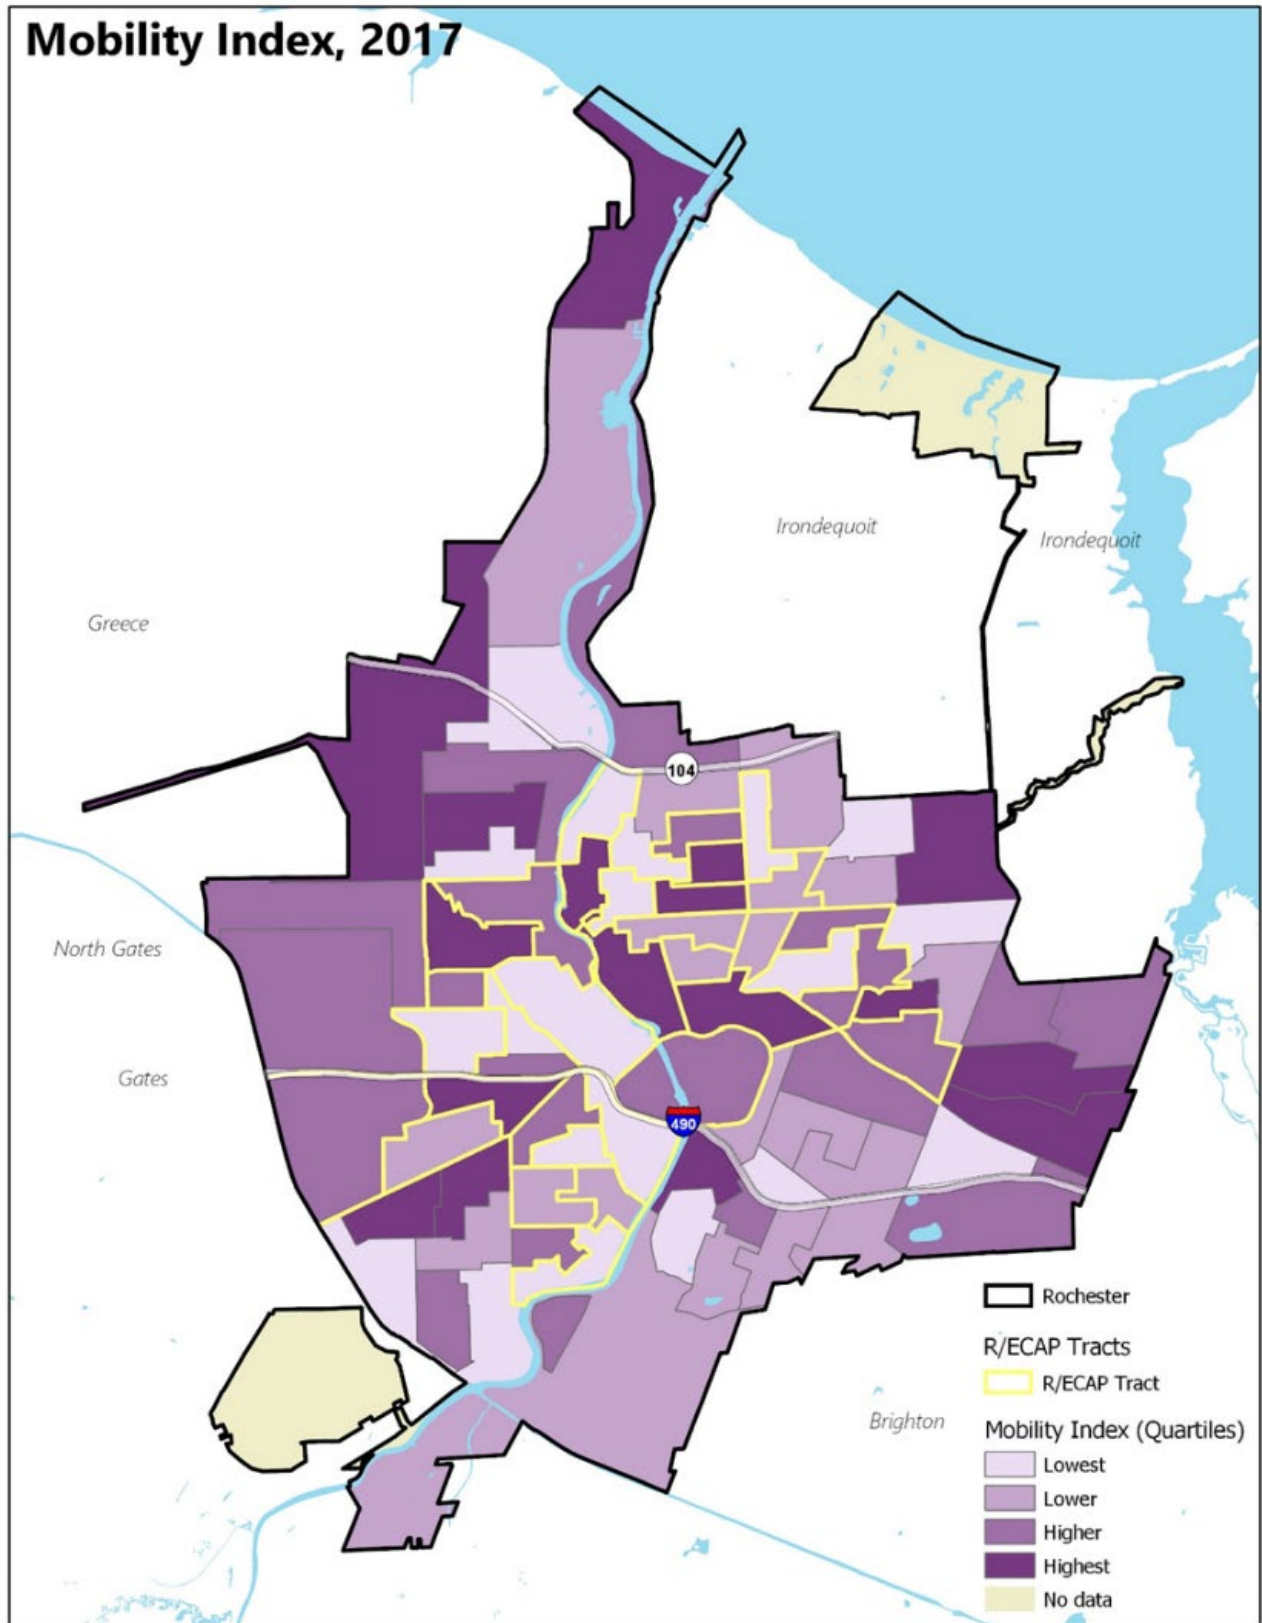 Mobility Index, 2017
Irondequoit
Irondequoit
Greece
104
North Gates
Gates
490
Rochester
R/ECAP Tracts
R/ECAP Tract
Brighton
Mobility Index (Quartiles)
Lowest
Lower
Higher
Highest
No data